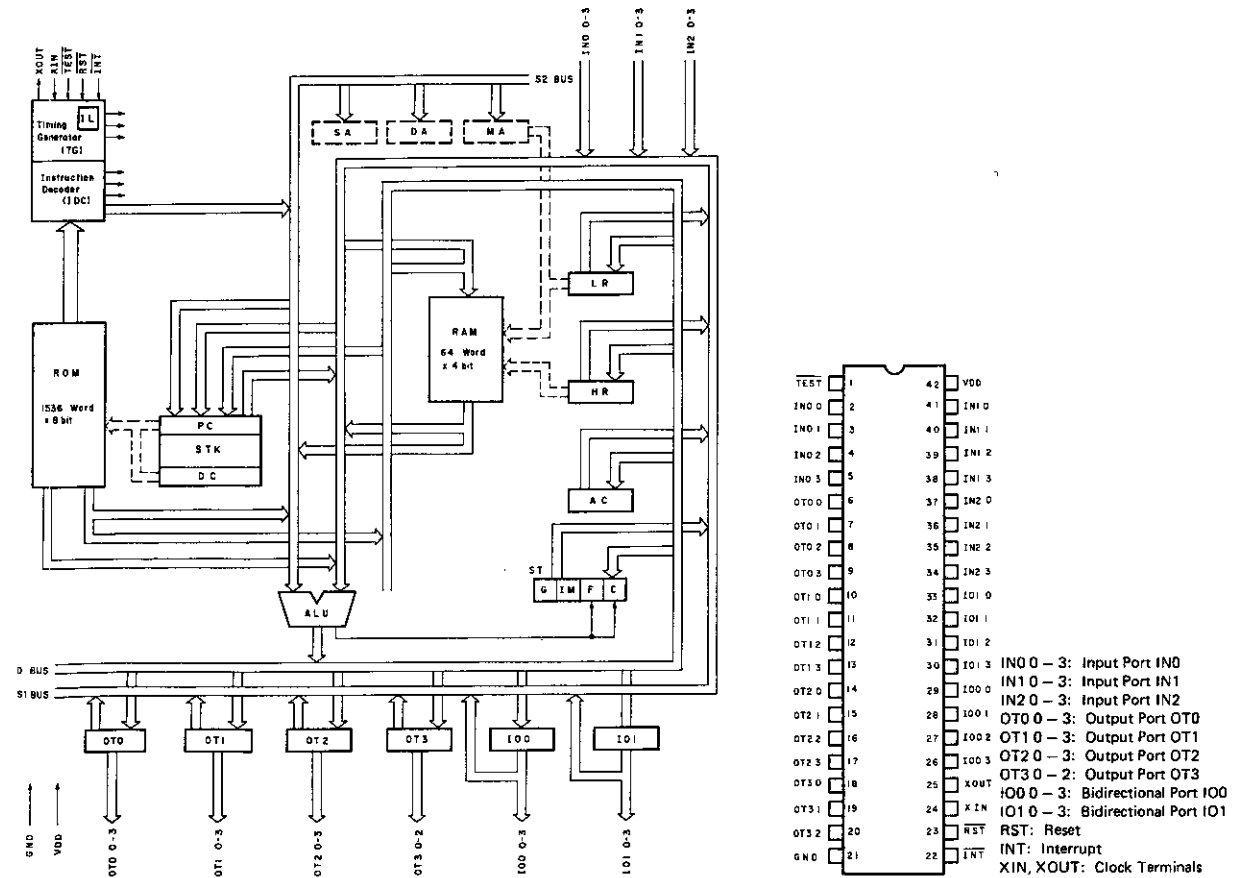 XOUT
XIN
TEST
RST
INT
IL
Timing
Generator
(TG)
Instruction
Decoder
(IDC)
S2 BUS
IN0 0-3
IN1 0-3
IN2 0-3
SA
DA
MA
LR
RAM
64 Word
x 4 bit
HR
ROM
1536 Word
x 8 bit
PC
STK
DC
AC
ST
G IM F C
ALU
D BUS
S1 BUS
OT0
OT1
OT2
OT3
IO0
IO1
GND
VDD
OT0 0-3
OT1 0-3
OT2 0-3
OT3 0-2
IO0 0-3
IO1 0-3
TEST 1 42 VDD
IN0 0 2 41 IN1 0
IN0 1 3 40 IN1 1
IN0 2 4 39 IN1 2
IN0 3 5 38 IN1 3
OT0 0 6 37 IN2 0
OT0 1 7 36 IN2 1
OT0 2 8 35 IN2 2
OT0 3 9 34 IN2 3
OT1 0 10 33 IO1 0
OT1 1 11 32 IO1 1
OT1 2 12 31 IO1 2
OT1 3 13 30 IO1 3
OT2 0 14 29 IO0 0
OT2 1 15 28 IO0 1
OT2 2 16 27 IO0 2
OT2 3 17 26 IO0 3
OT3 0 18 25 XOUT
OT3 1 19 24 XIN
OT3 2 20 23 RST
GND 21 22 INT
IN0 0 – 3: Input Port IN0
IN1 0 – 3: Input Port IN1
IN2 0 – 3: Input Port IN2
OT0 0 – 3: Output Port OT0
OT1 0 – 3: Output Port OT1
OT2 0 – 3: Output Port OT2
OT3 0 – 2: Output Port OT3
IO0 0 – 3: Bidirectional Port IO0
IO1 0 – 3: Bidirectional Port IO1
RST: Reset
INT: Interrupt
XIN, XOUT: Clock Terminals